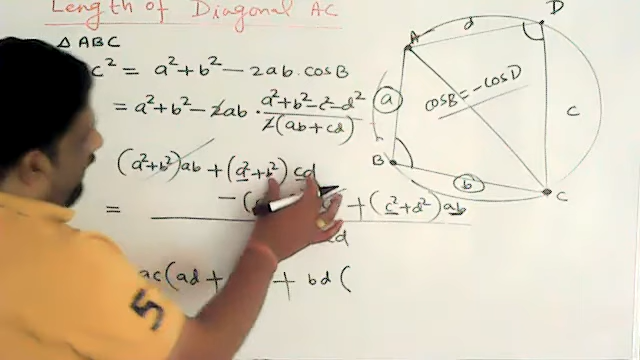 Length of Diagonal AC
△ ABC
c² = a² + b² - 2ab.cosB
= a² + b² - 2ab . a² + b² - c² - d² / 2(ab + cd)
(a² + b²)ab + (a² + b²) cd
= - ( + (c² + d²) ab
d
ac(ad + + bd (
A
d
D
a
cosB = -cosD
c
B
b
C
5